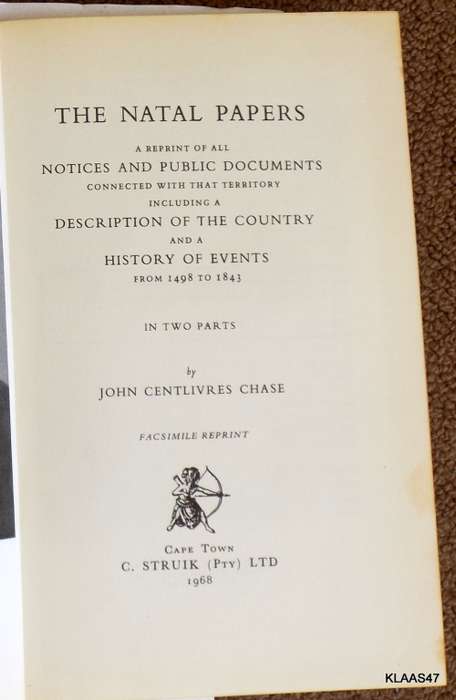 THE NATAL PAPERS
A REPRINT OF ALL
NOTICES AND PUBLIC DOCUMENTS
CONNECTED WITH THAT TERRITORY
INCLUDING A
DESCRIPTION OF THE COUNTRY
AND A
HISTORY OF EVENTS
FROM 1498 TO 1843
IN TWO PARTS
by
JOHN CENTLIVRES CHASE
FACSIMILE REPRINT
CAPE TOWN
C. STRUIK (PTY) LTD
1968
KLAAS47